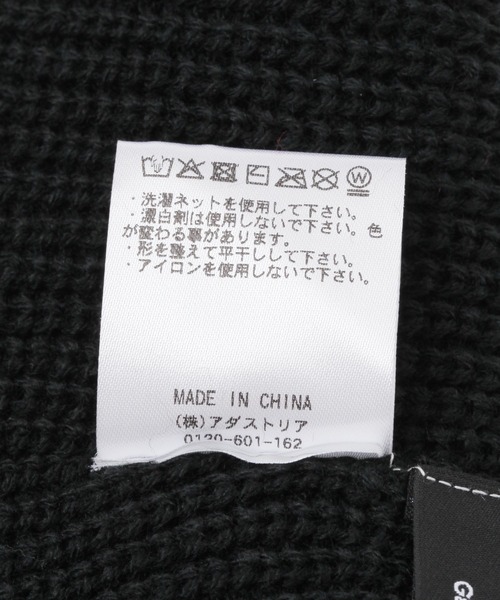 W
・洗濯ネットを使用して下さい。
・漂白剤は使用しないで下さい。色
が変わる事があります。
・形を整えて平干しして下さい。
・アイロンを使用しないで下さい。
MADE IN CHINA
(株)アダストリア
0120-601-162